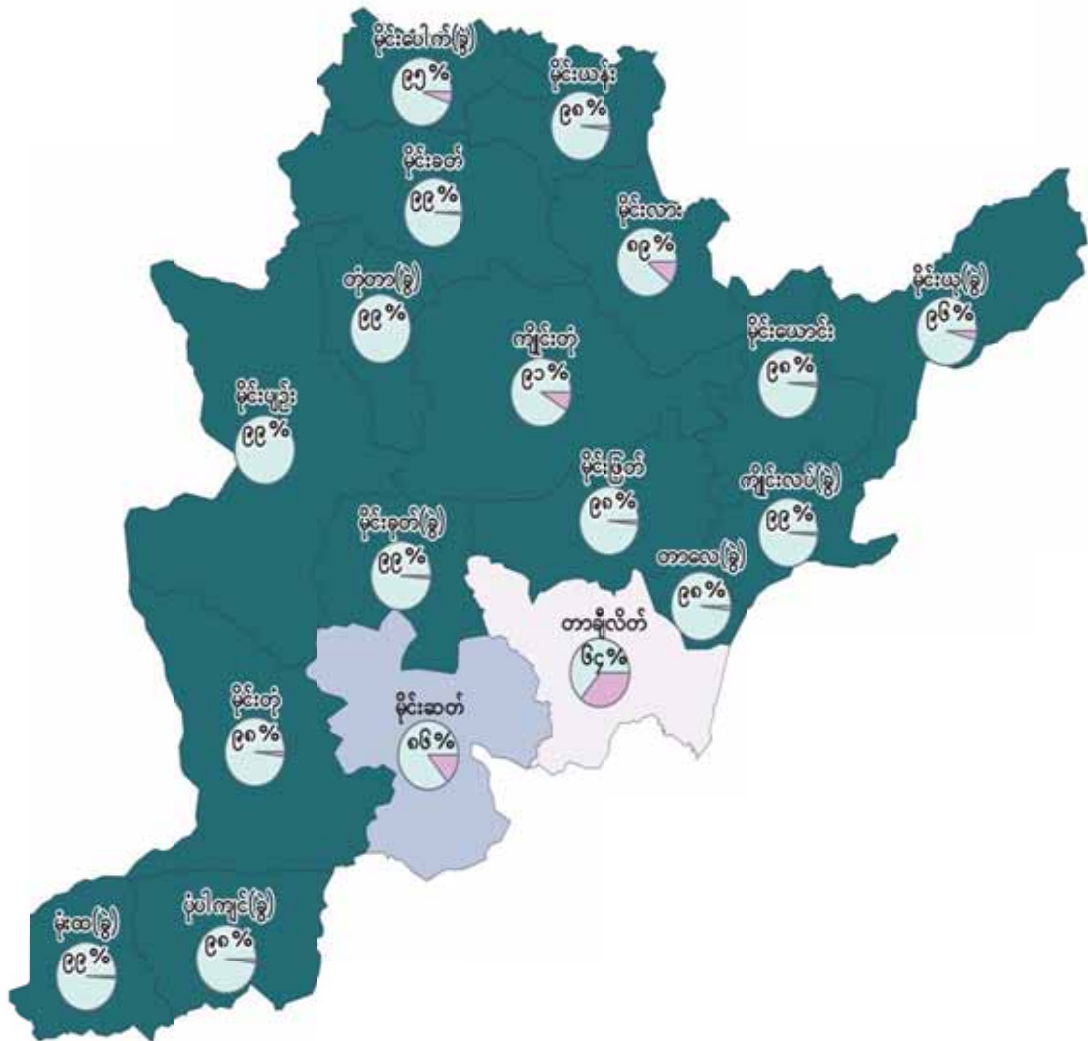 မိုင်းပေါက်(ခွဲ)
၉၅%
မိုင်းယန်း
၉၈%
မိုင်းခတ်
၉၉%
မိုင်းလား
၈၉%
မိုင်းယု(ခွဲ)
၉၆%
တုံတာ(ခွဲ)
၉၉%
ကျိုင်းတုံ
၉၁%
မိုင်းယောင်း
၉၈%
မိုင်းပျဉ်း
၉၉%
မိုင်းဖြတ်
၉၈%
ကျိုင်းလပ်(ခွဲ)
၉၉%
မိုင်းခုတ်(ခွဲ)
၉၉%
တာလေ(ခွဲ)
၉၈%
တာချီလိတ်
၆၄%
မိုင်းတုံ
၉၈%
မိုင်းဆတ်
၈၆%
မုံးထ(ခွဲ)
၉၉%
ပုံပါကျင်(ခွဲ)
၉၈%